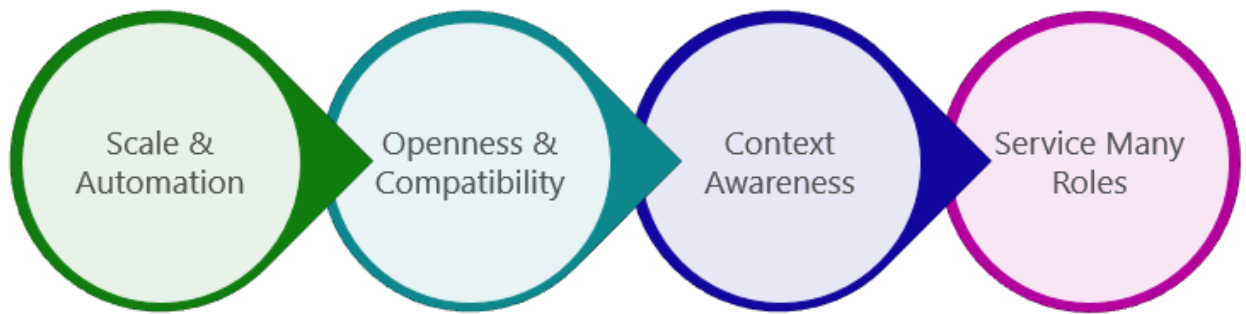 Scale &
Automation
Openness &
Compatibility
Context
Awareness
Service Many
Roles